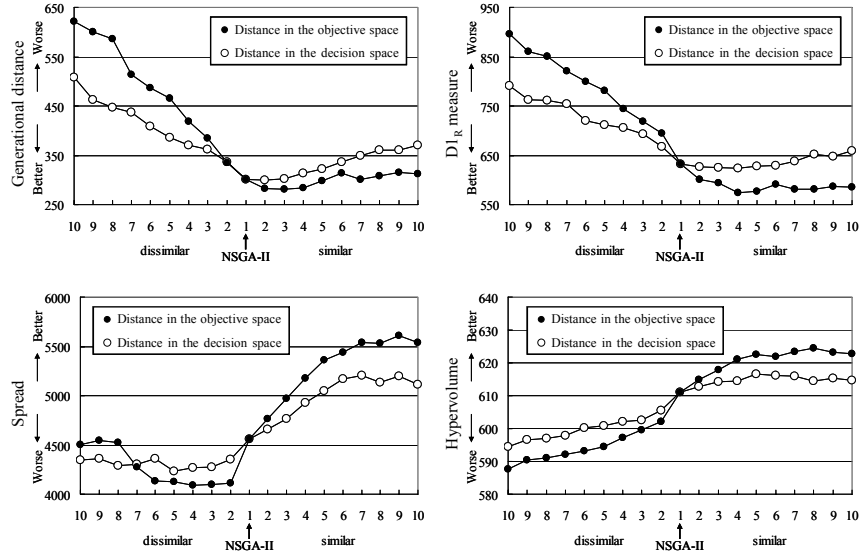 650
550
450
350
250
Worse
Better
Generational distance
Distance in the objective space
Distance in the decision space
10 9 8 7 6 5 4 3 2 1 2 3 4 5 6 7 8 9 10
dissimilar
similar
NSGA-II
950
850
750
650
550
Worse
Better
D1R measure
Distance in the objective space
Distance in the decision space
10 9 8 7 6 5 4 3 2 1 2 3 4 5 6 7 8 9 10
dissimilar
similar
NSGA-II
6000
5500
5000
4500
4000
Better
Worse
Spread
Distance in the objective space
Distance in the decision space
10 9 8 7 6 5 4 3 2 1 2 3 4 5 6 7 8 9 10
dissimilar
similar
NSGA-II
640
630
620
610
600
590
580
Better
Worse
Hypervolume
Distance in the objective space
Distance in the decision space
10 9 8 7 6 5 4 3 2 1 2 3 4 5 6 7 8 9 10
dissimilar
similar
NSGA-II